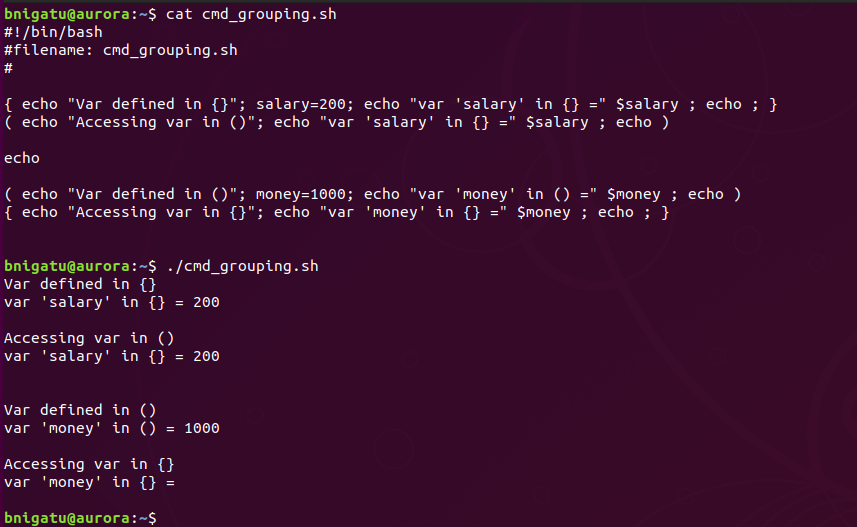 bnigatu@aurora:~$ cat cmd_grouping.sh
#!/bin/bash
#filename: cmd_grouping.sh
#
{ echo "Var defined in {}"; salary=200; echo "var 'salary' in {} =" $salary ; echo ; }
( echo "Accessing var in ()"; echo "var 'salary' in {} =" $salary ; echo )
echo
( echo "Var defined in ()"; money=1000; echo "var 'money' in () =" $money ; echo )
{ echo "Accessing var in {}"; echo "var 'money' in {} =" $money ; echo ; }
bnigatu@aurora:~$ ./cmd_grouping.sh
Var defined in {}
var 'salary' in {} = 200
Accessing var in ()
var 'salary' in {} = 200
Var defined in ()
var 'money' in () = 1000
Accessing var in {}
var 'money' in {} =
bnigatu@aurora:~$